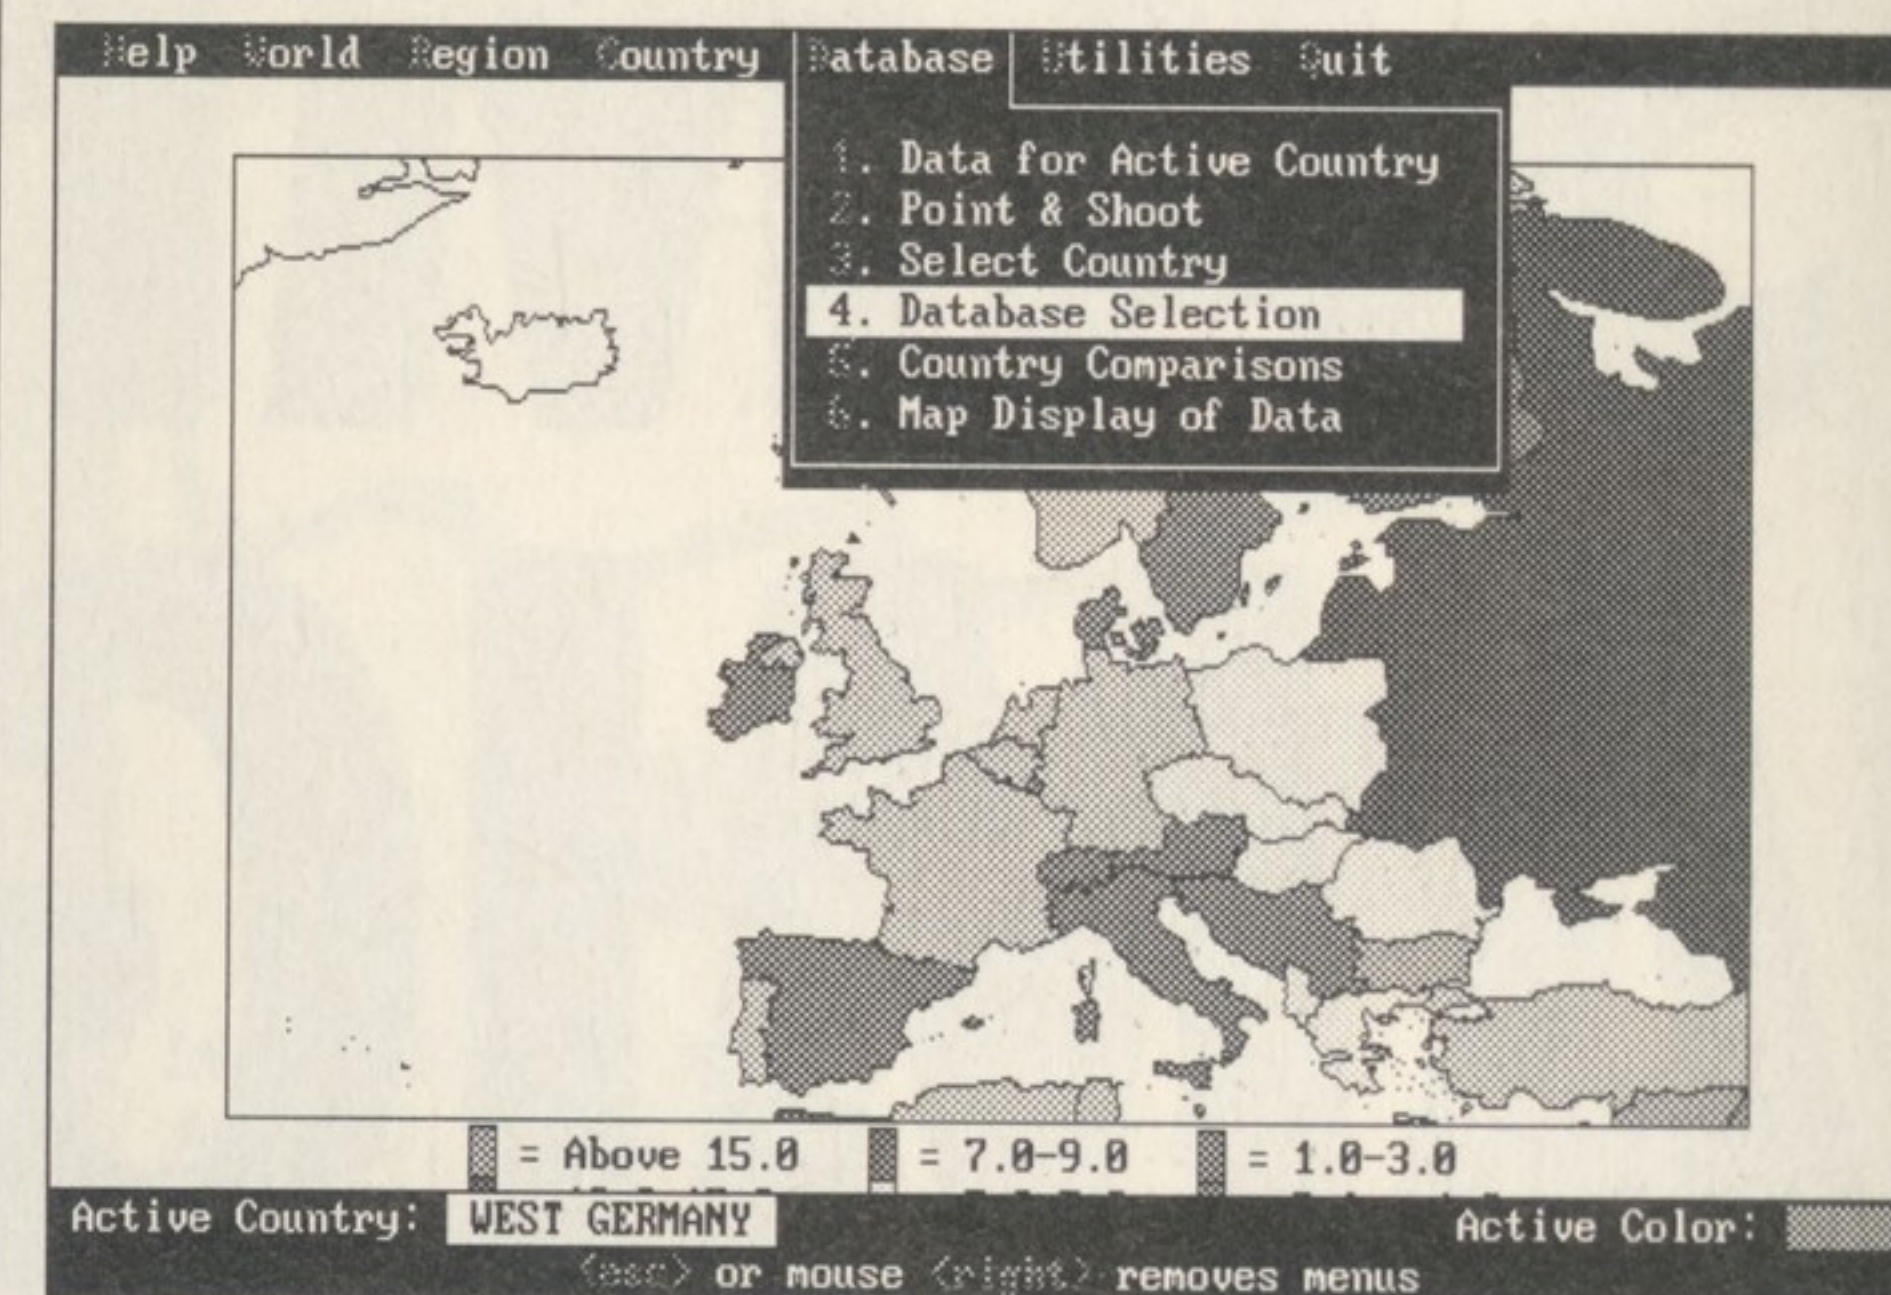 Help World Region Country Database Utilities Quit
1. Data for Active Country
2. Point & Shoot
3. Select Country
4. Database Selection
5. Country Comparisons
6. Map Display of Data
= Above 15.0 = 7.0-9.0 = 1.0-3.0
Active Country: WEST GERMANY Active Color:
<esc> or mouse <right> removes menus